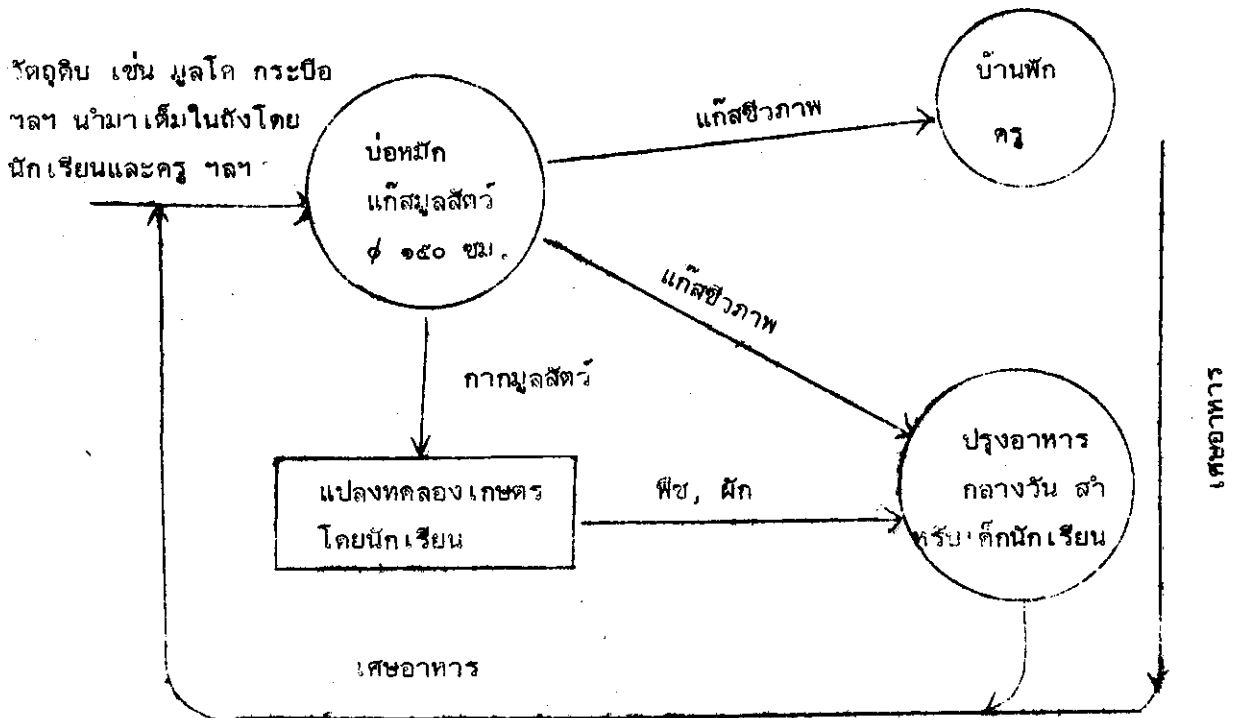 วัตถุดิบ เช่น มูลโค กระบือ
ฯลฯ นำมาเติมในถังโดย
นักเรียนและครู ฯลฯ
บ่อหมัก
แก๊สมูลสัตว์
ϕ ๑๕๐ ซม.
แก๊สชีวภาพ
บ้านพัก
ครู
แก๊สชีวภาพ
กากมูลสัตว์
แปลงทดลองเกษตร
โดยนักเรียน
พืช, ผัก
ปรุงอาหาร
กลางวัน สำ
หรับเด็กนักเรียน
เศษอาหาร
เศษอาหาร